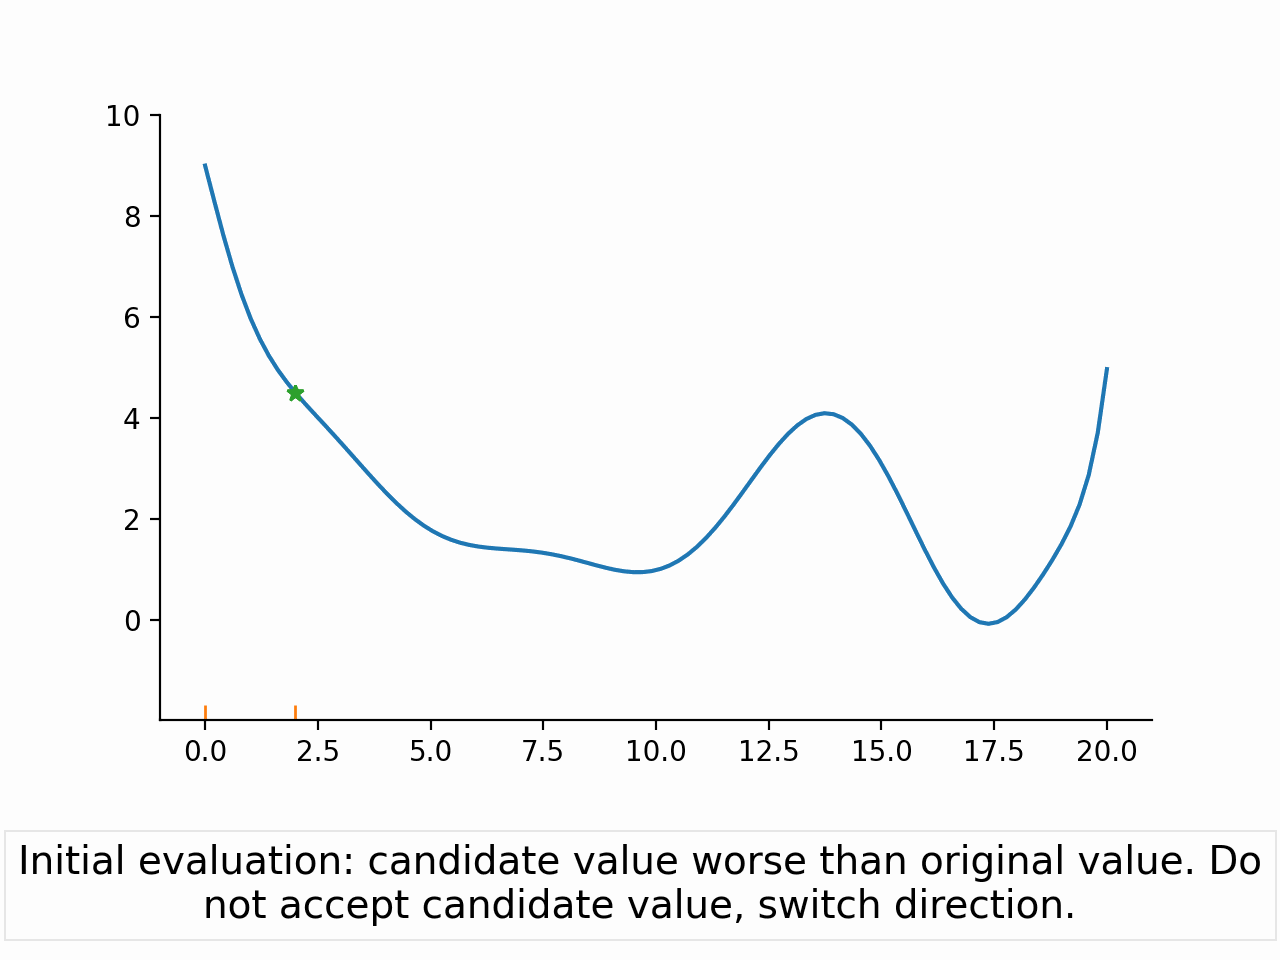 10
8
6
4
2
0
0.0 2.5 5.0 7.5 10.0 12.5 15.0 17.5 20.0
Initial evaluation: candidate value worse than original value. Do
not accept candidate value, switch direction.